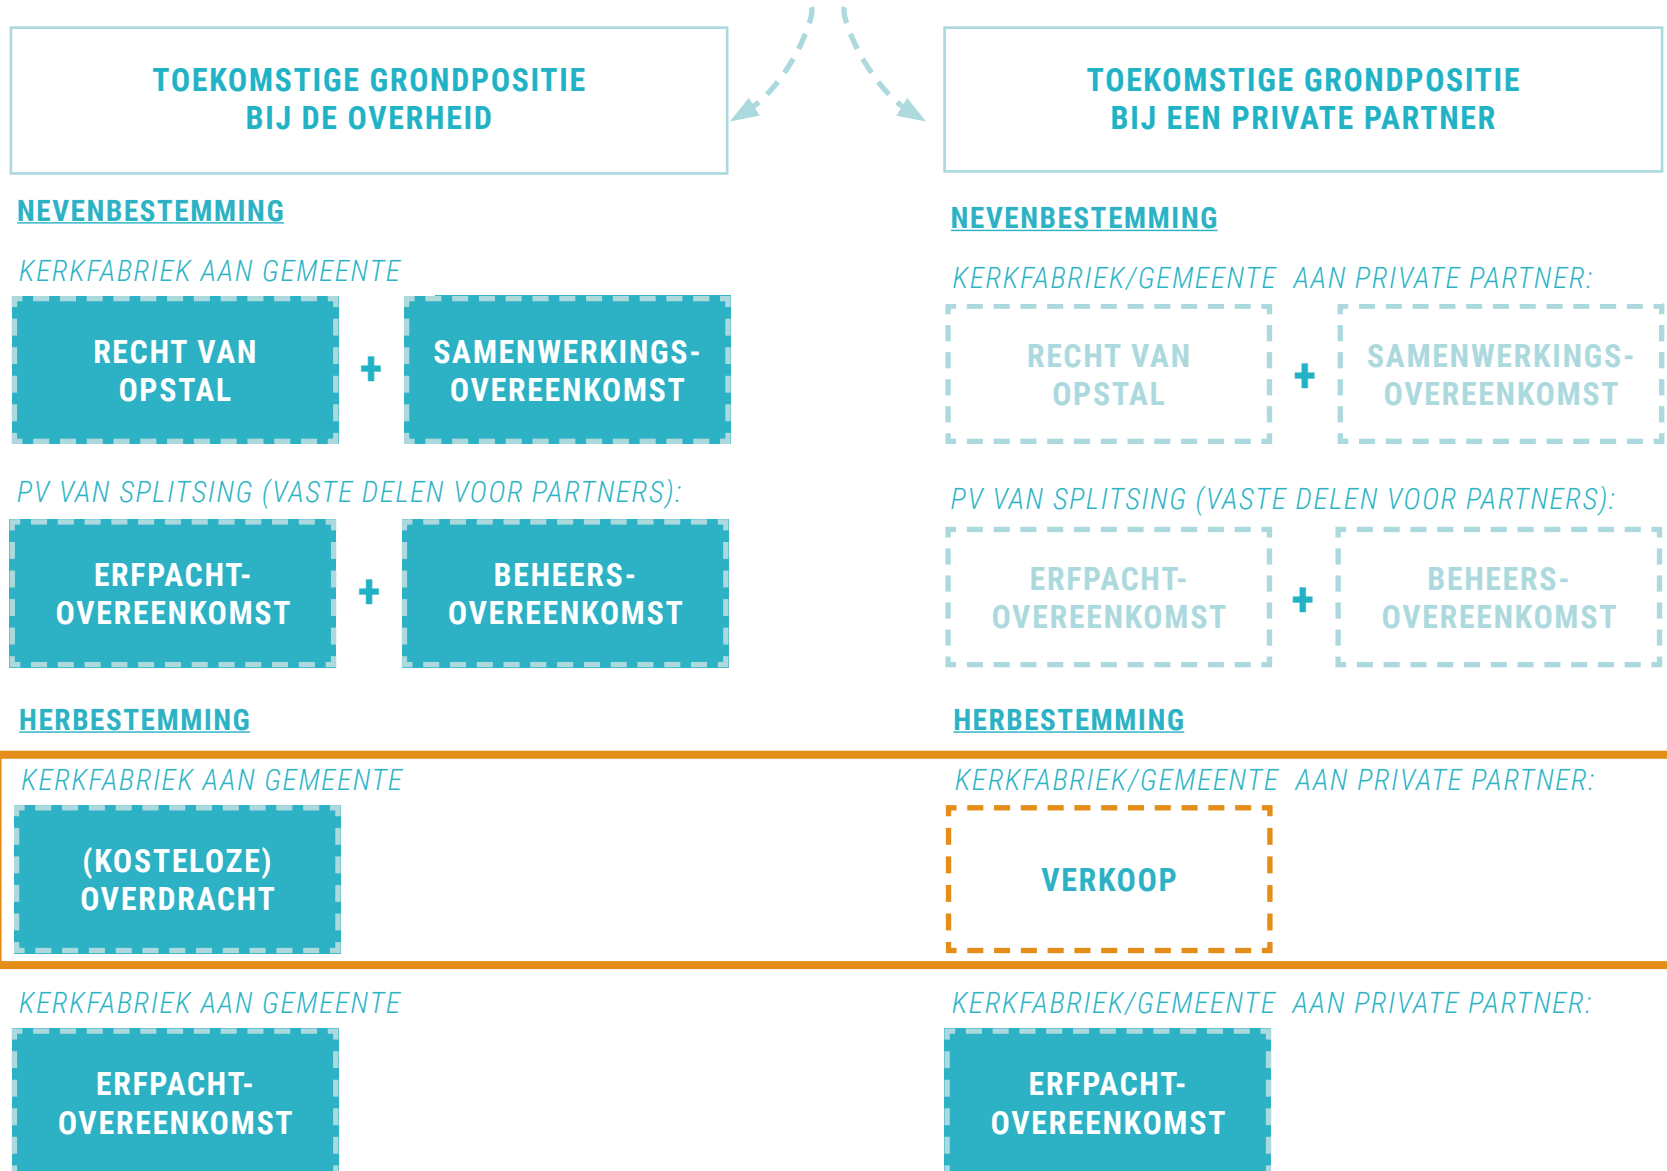 TOEKOMSTIGE GRONDPOSITIE
BIJ DE OVERHEID
NEVENBESTEMMING
KERKFABRIEK AAN GEMEENTE
RECHT VAN
OPSTAL
+
SAMENWERKINGS-
OVEREENKOMST
PV VAN SPLITSING (VASTE DELEN VOOR PARTNERS):
ERFPACHT-
OVEREENKOMST
+
BEHEERS-
OVEREENKOMST
HERBESTEMMING
KERKFABRIEK AAN GEMEENTE
(KOSTELOZE)
OVERDRACHT
KERKFABRIEK AAN GEMEENTE
ERFPACHT-
OVEREENKOMST
TOEKOMSTIGE GRONDPOSITIE
BIJ EEN PRIVATE PARTNER
NEVENBESTEMMING
KERKFABRIEK/GEMEENTE AAN PRIVATE PARTNER:
RECHT VAN
OPSTAL
+
SAMENWERKINGS-
OVEREENKOMST
PV VAN SPLITSING (VASTE DELEN VOOR PARTNERS):
ERFPACHT-
OVEREENKOMST
+
BEHEERS-
OVEREENKOMST
HERBESTEMMING
KERKFABRIEK/GEMEENTE AAN PRIVATE PARTNER:
VERKOOP
KERKFABRIEK/GEMEENTE AAN PRIVATE PARTNER:
ERFPACHT-
OVEREENKOMST